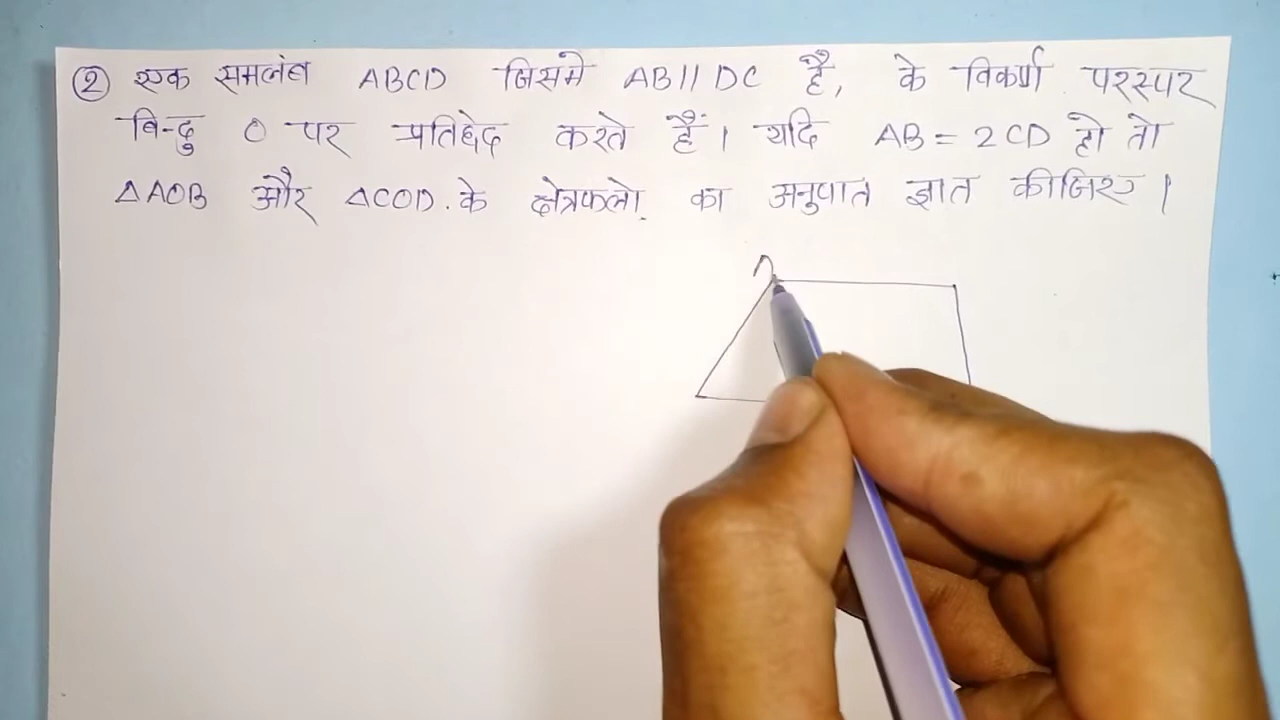 ② एक समलंब ABCD जिसमे AB//DC है, के विकर्ण परस्पर
बिन्दु O पर प्रतिछेद करते हैं। यदि AB = 2CD हो तो
△AOB और △COD. के क्षेत्रफलो का अनुपात ज्ञात कीजिए।